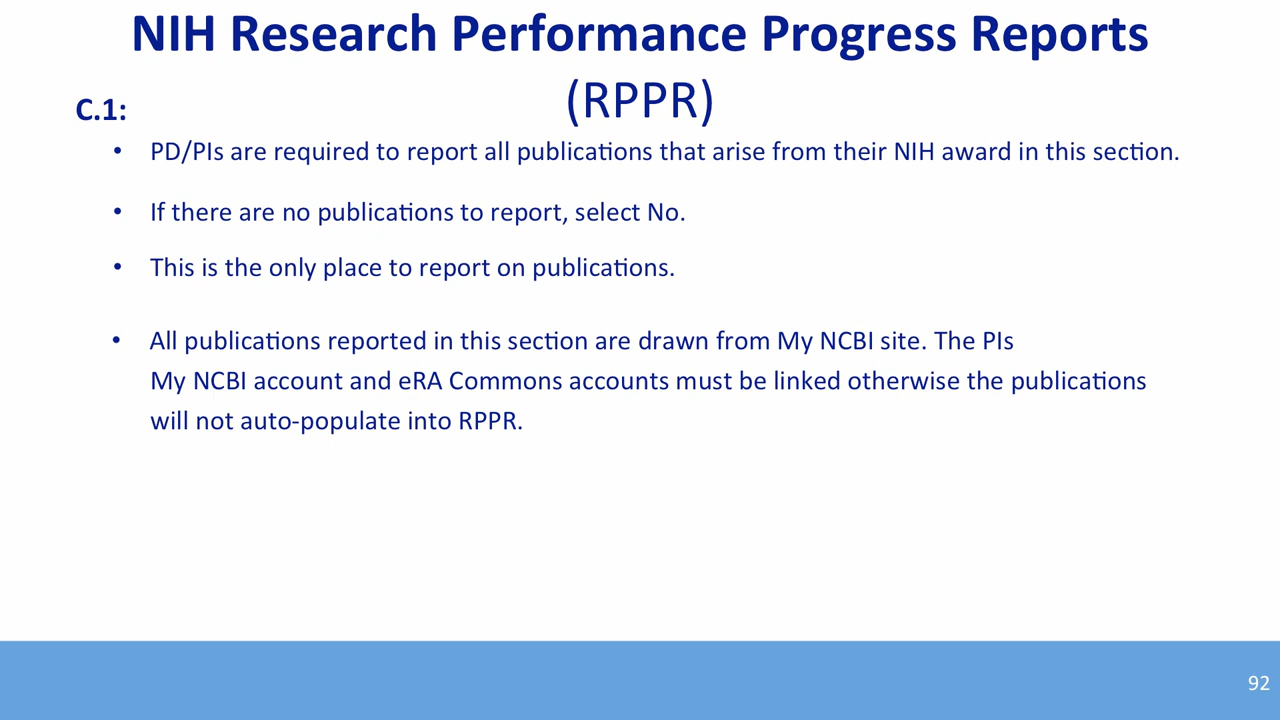 NIH Research Performance Progress Reports
(RPPR)
C.1:
• PD/PIs are required to report all publications that arise from their NIH award in this section.
• If there are no publications to report, select No.
• This is the only place to report on publications.
• All publications reported in this section are drawn from My NCBI site. The PIs
My NCBI account and eRA Commons accounts must be linked otherwise the publications
will not auto-populate into RPPR.
92